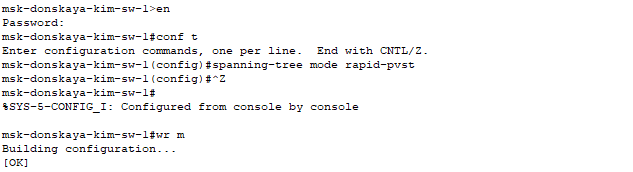 msk-donskaya-kim-sw-1>en
Password:
msk-donskaya-kim-sw-1#conf t
Enter configuration commands, one per line.  End with CNTL/Z.
msk-donskaya-kim-sw-1(config)#spanning-tree mode rapid-pvst
msk-donskaya-kim-sw-1(config)#^Z
msk-donskaya-kim-sw-1#
%SYS-5-CONFIG_I: Configured from console by console

msk-donskaya-kim-sw-1#wr m
Building configuration...
[OK]